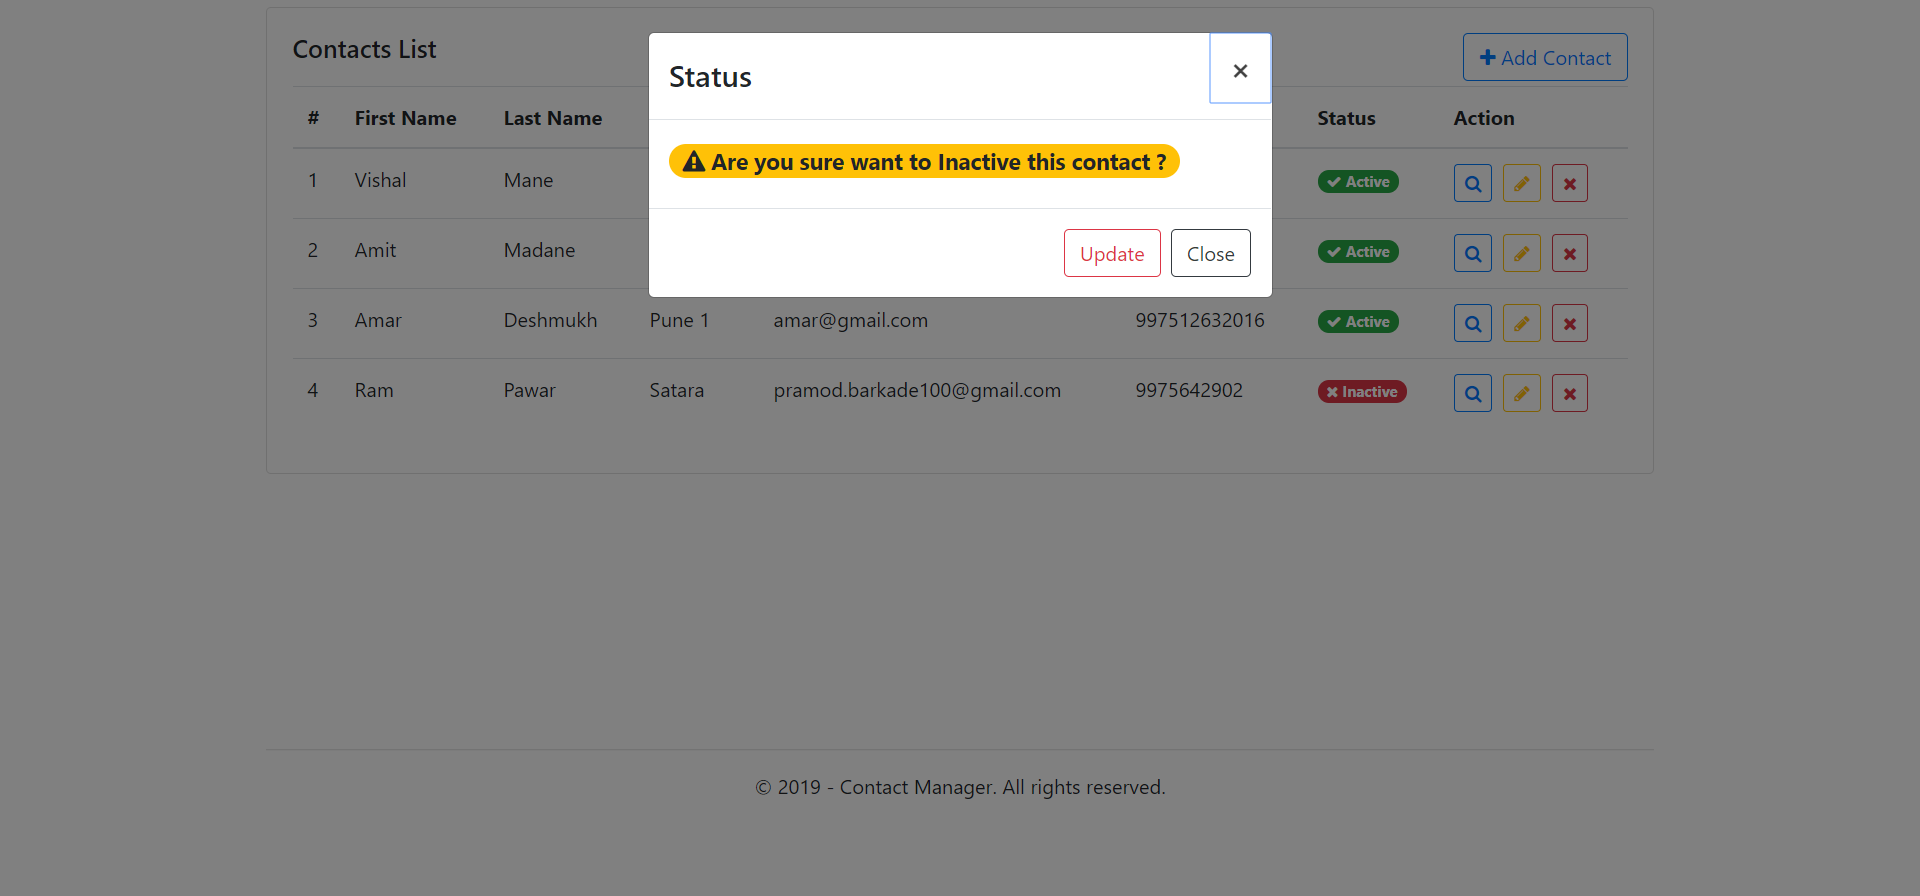 Contacts List
Add Contact
Status
×
# First Name Last Name Status Action
Are you sure want to Inactive this contact ?
1 Vishal Mane Active
Update Close
2 Amit Madane Active
3 Amar Deshmukh Pune 1 amar@gmail.com 997512632016 Active
4 Ram Pawar Satara pramod.barkade100@gmail.com 9975642902 Inactive
© 2019 - Contact Manager. All rights reserved.